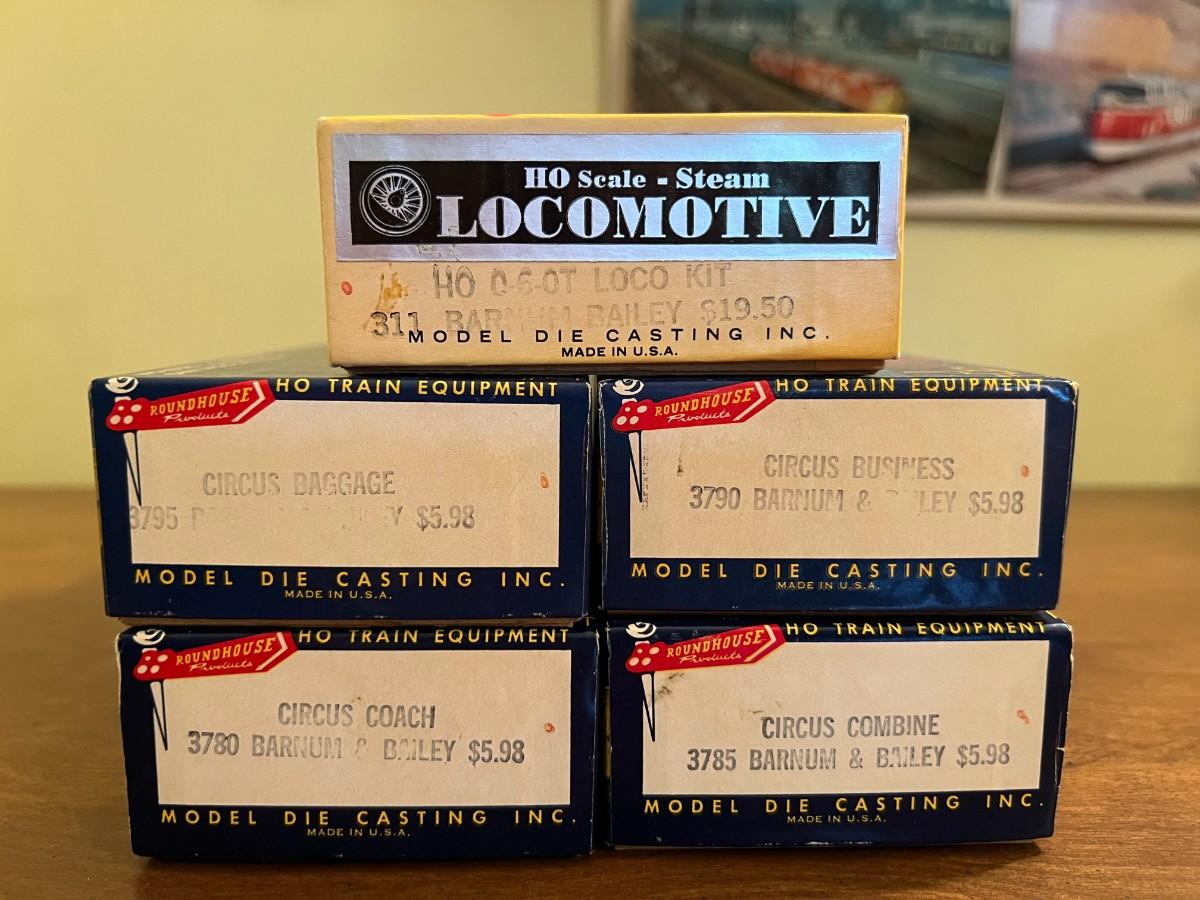 HO Scale - Steam
LOCOMOTIVE
HO 0-6-0T LOCO KIT
311 BARNUM BAILEY $19.50
MODEL DIE CASTING INC.
MADE IN U.S.A.
ROUNDHOUSE
Products
HO TRAIN EQUIPMENT
CIRCUS BAGGAGE
3795 $5.98
MODEL DIE CASTING INC.
MADE IN U.S.A.
ROUNDHOUSE
Products
HO TRAIN EQUIPMENT
CIRCUS BUSINESS
3790 BARNUM & BAILEY $5.98
MODEL DIE CASTING INC.
MADE IN U.S.A.
ROUNDHOUSE
Products
HO TRAIN EQUIPMENT
CIRCUS COACH
3780 BARNUM & BAILEY $5.98
MODEL DIE CASTING INC.
MADE IN U.S.A.
ROUNDHOUSE
Products
HO TRAIN EQUIPMENT
CIRCUS COMBINE
3785 BARNUM & BAILEY $5.98
MODEL DIE CASTING INC.
MADE IN U.S.A.